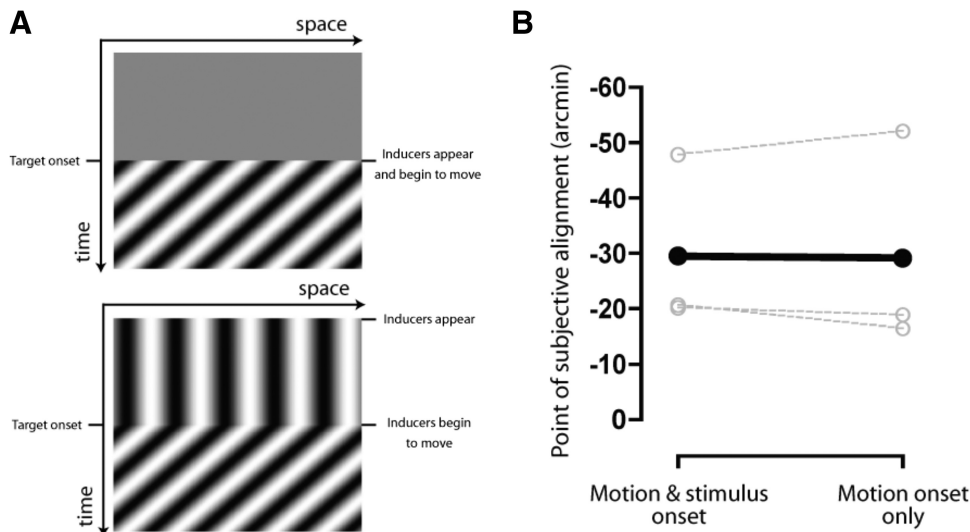 A
space
Target onset
Inducers appear
and begin to move
time
space
Inducers appear
Target onset
Inducers begin
to move
time
B
Point of subjective alignment (arcmin)
-60
-50
-40
-30
-20
-10
0
Motion & stimulus
onset
Motion onset
only